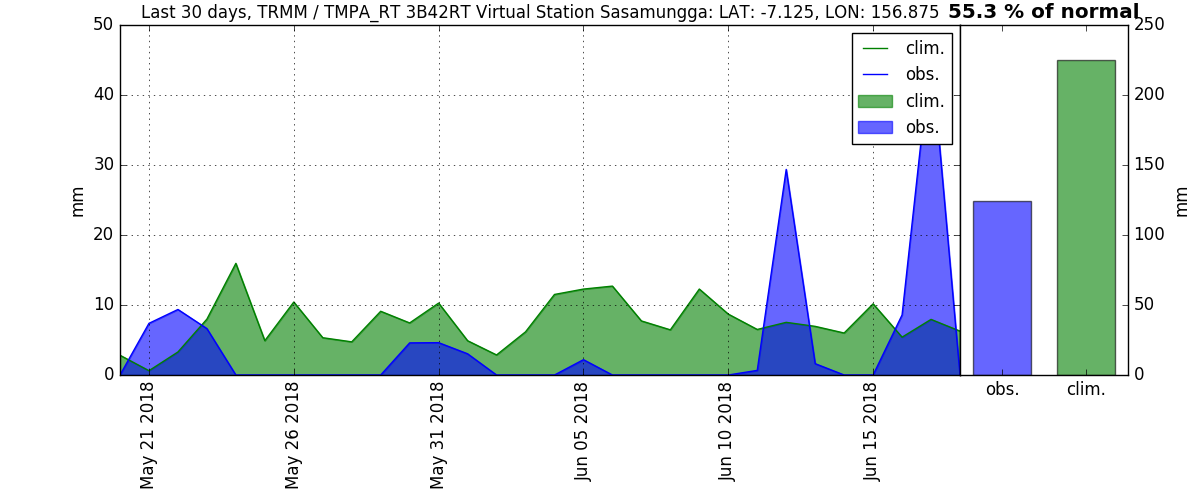 Last 30 days, TRMM / TMPA_RT 3B42RT Virtual Station Sasamungga: LAT: -7.125, LON: 156.875
55.3 % of normal
50
40
30
20
10
0
mm
clim.
obs.
clim.
obs.
May 21 2018
May 26 2018
May 31 2018
Jun 05 2018
Jun 10 2018
Jun 15 2018
250
200
150
100
50
0
mm
obs.
clim.